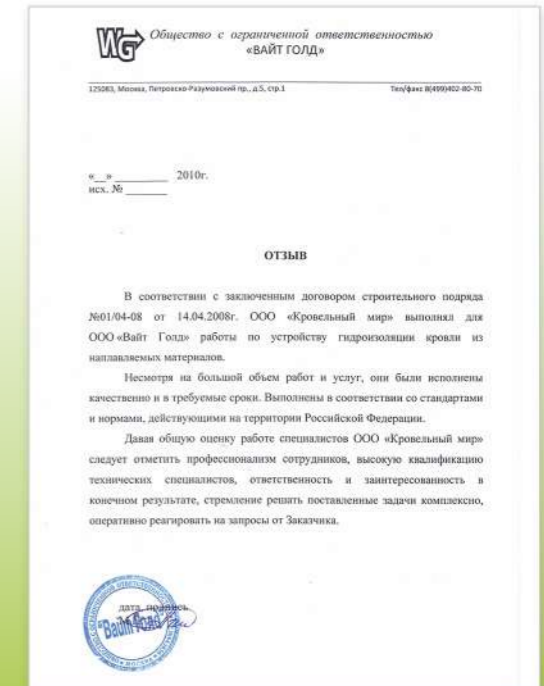 WG Общество с ограниченной ответственностью
«ВАЙТ ГОЛД»
125083, Москва, Петровско-Разумовский пр., д.5, стр.1 Тел/факс 8(499)402-80-70
«__» ________ 2010г.
исх. № ______
ОТЗЫВ
В соответствии с заключенным договором строительного подряда
№01/04-08 от 14.04.2008г. ООО «Кровельный мир» выполнял для
ООО «Вайт Голд» работы по устройству гидроизоляции кровли из
наплавляемых материалов.
Несмотря на большой объем работ и услуг, они были исполнены
качественно и в требуемые сроки. Выполнены в соответствии со стандартами
и нормами, действующими на территории Российской Федерации.
Давая общую оценку работе специалистов ООО «Кровельный мир»
следует отметить профессионализм сотрудников, высокую квалификацию
технических специалистов, ответственность и заинтересованность в
конечном результате, стремление решать поставленные задачи комплексно,
оперативно реагировать на запросы от Заказчика.
дата подпись